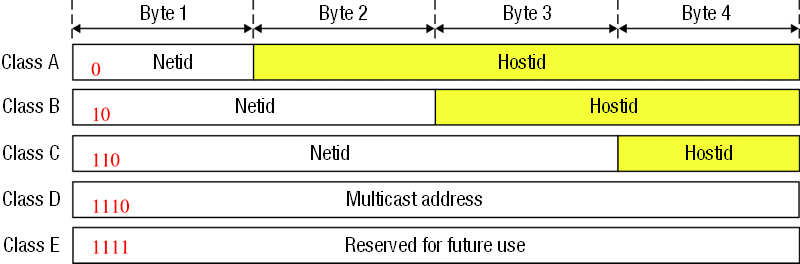 Byte 1 Byte 2 Byte 3 Byte 4
Class A 0 Netid Hostid
Class B 10 Netid Hostid
Class C 110 Netid Hostid
Class D 1110 Multicast address
Class E 1111 Reserved for future use